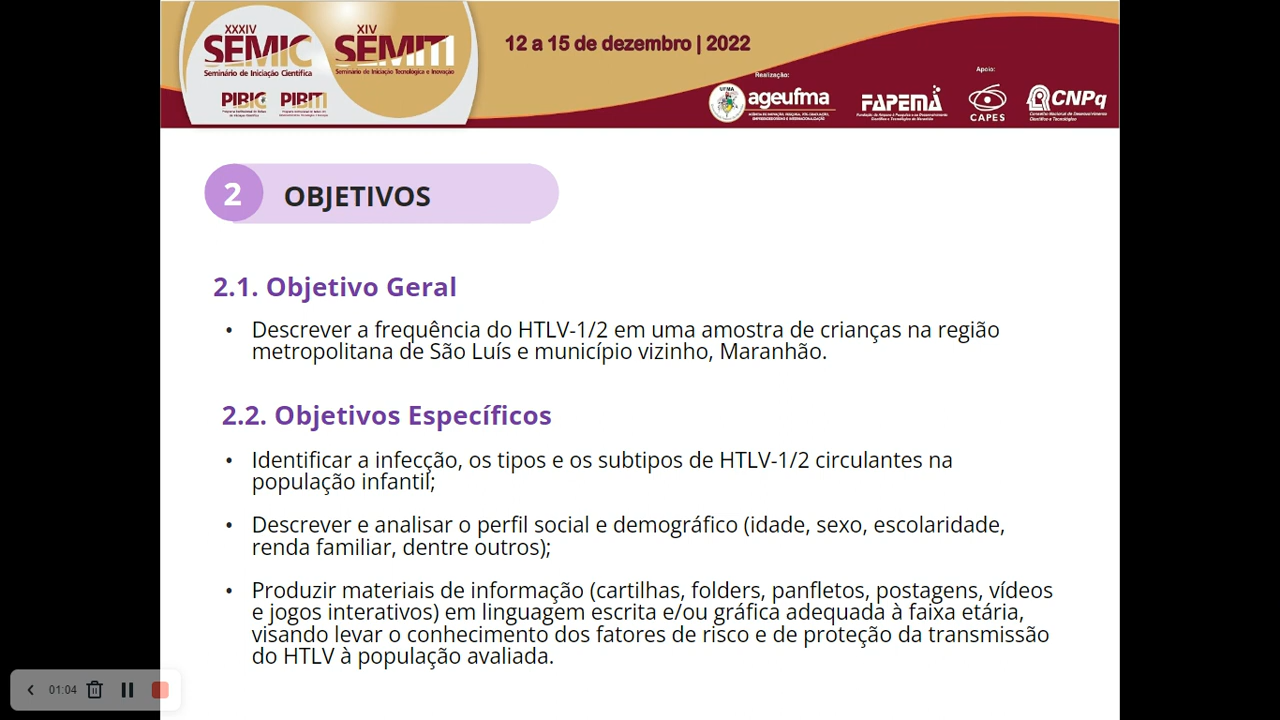 XXXIV
SEMIC
Seminário de Iniciação Científica
XIV
SEMITI
Seminário de Iniciação Tecnológica e Inovação
PIBIC
PIBITI
12 a 15 de dezembro | 2022
Realização:
UFMA
ageufma
Apoio:
FAPEMA
CAPES
CNPq
2
OBJETIVOS
2.1. Objetivo Geral
• Descrever a frequência do HTLV-1/2 em uma amostra de crianças na região
metropolitana de São Luís e município vizinho, Maranhão.
2.2. Objetivos Específicos
• Identificar a infecção, os tipos e os subtipos de HTLV-1/2 circulantes na
população infantil;
• Descrever e analisar o perfil social e demográfico (idade, sexo, escolaridade,
renda familiar, dentre outros);
• Produzir materiais de informação (cartilhas, folders, panfletos, postagens, vídeos
e jogos interativos) em linguagem escrita e/ou gráfica adequada à faixa etária,
visando levar o conhecimento dos fatores de risco e de proteção da transmissão
do HTLV à população avaliada.
01:04